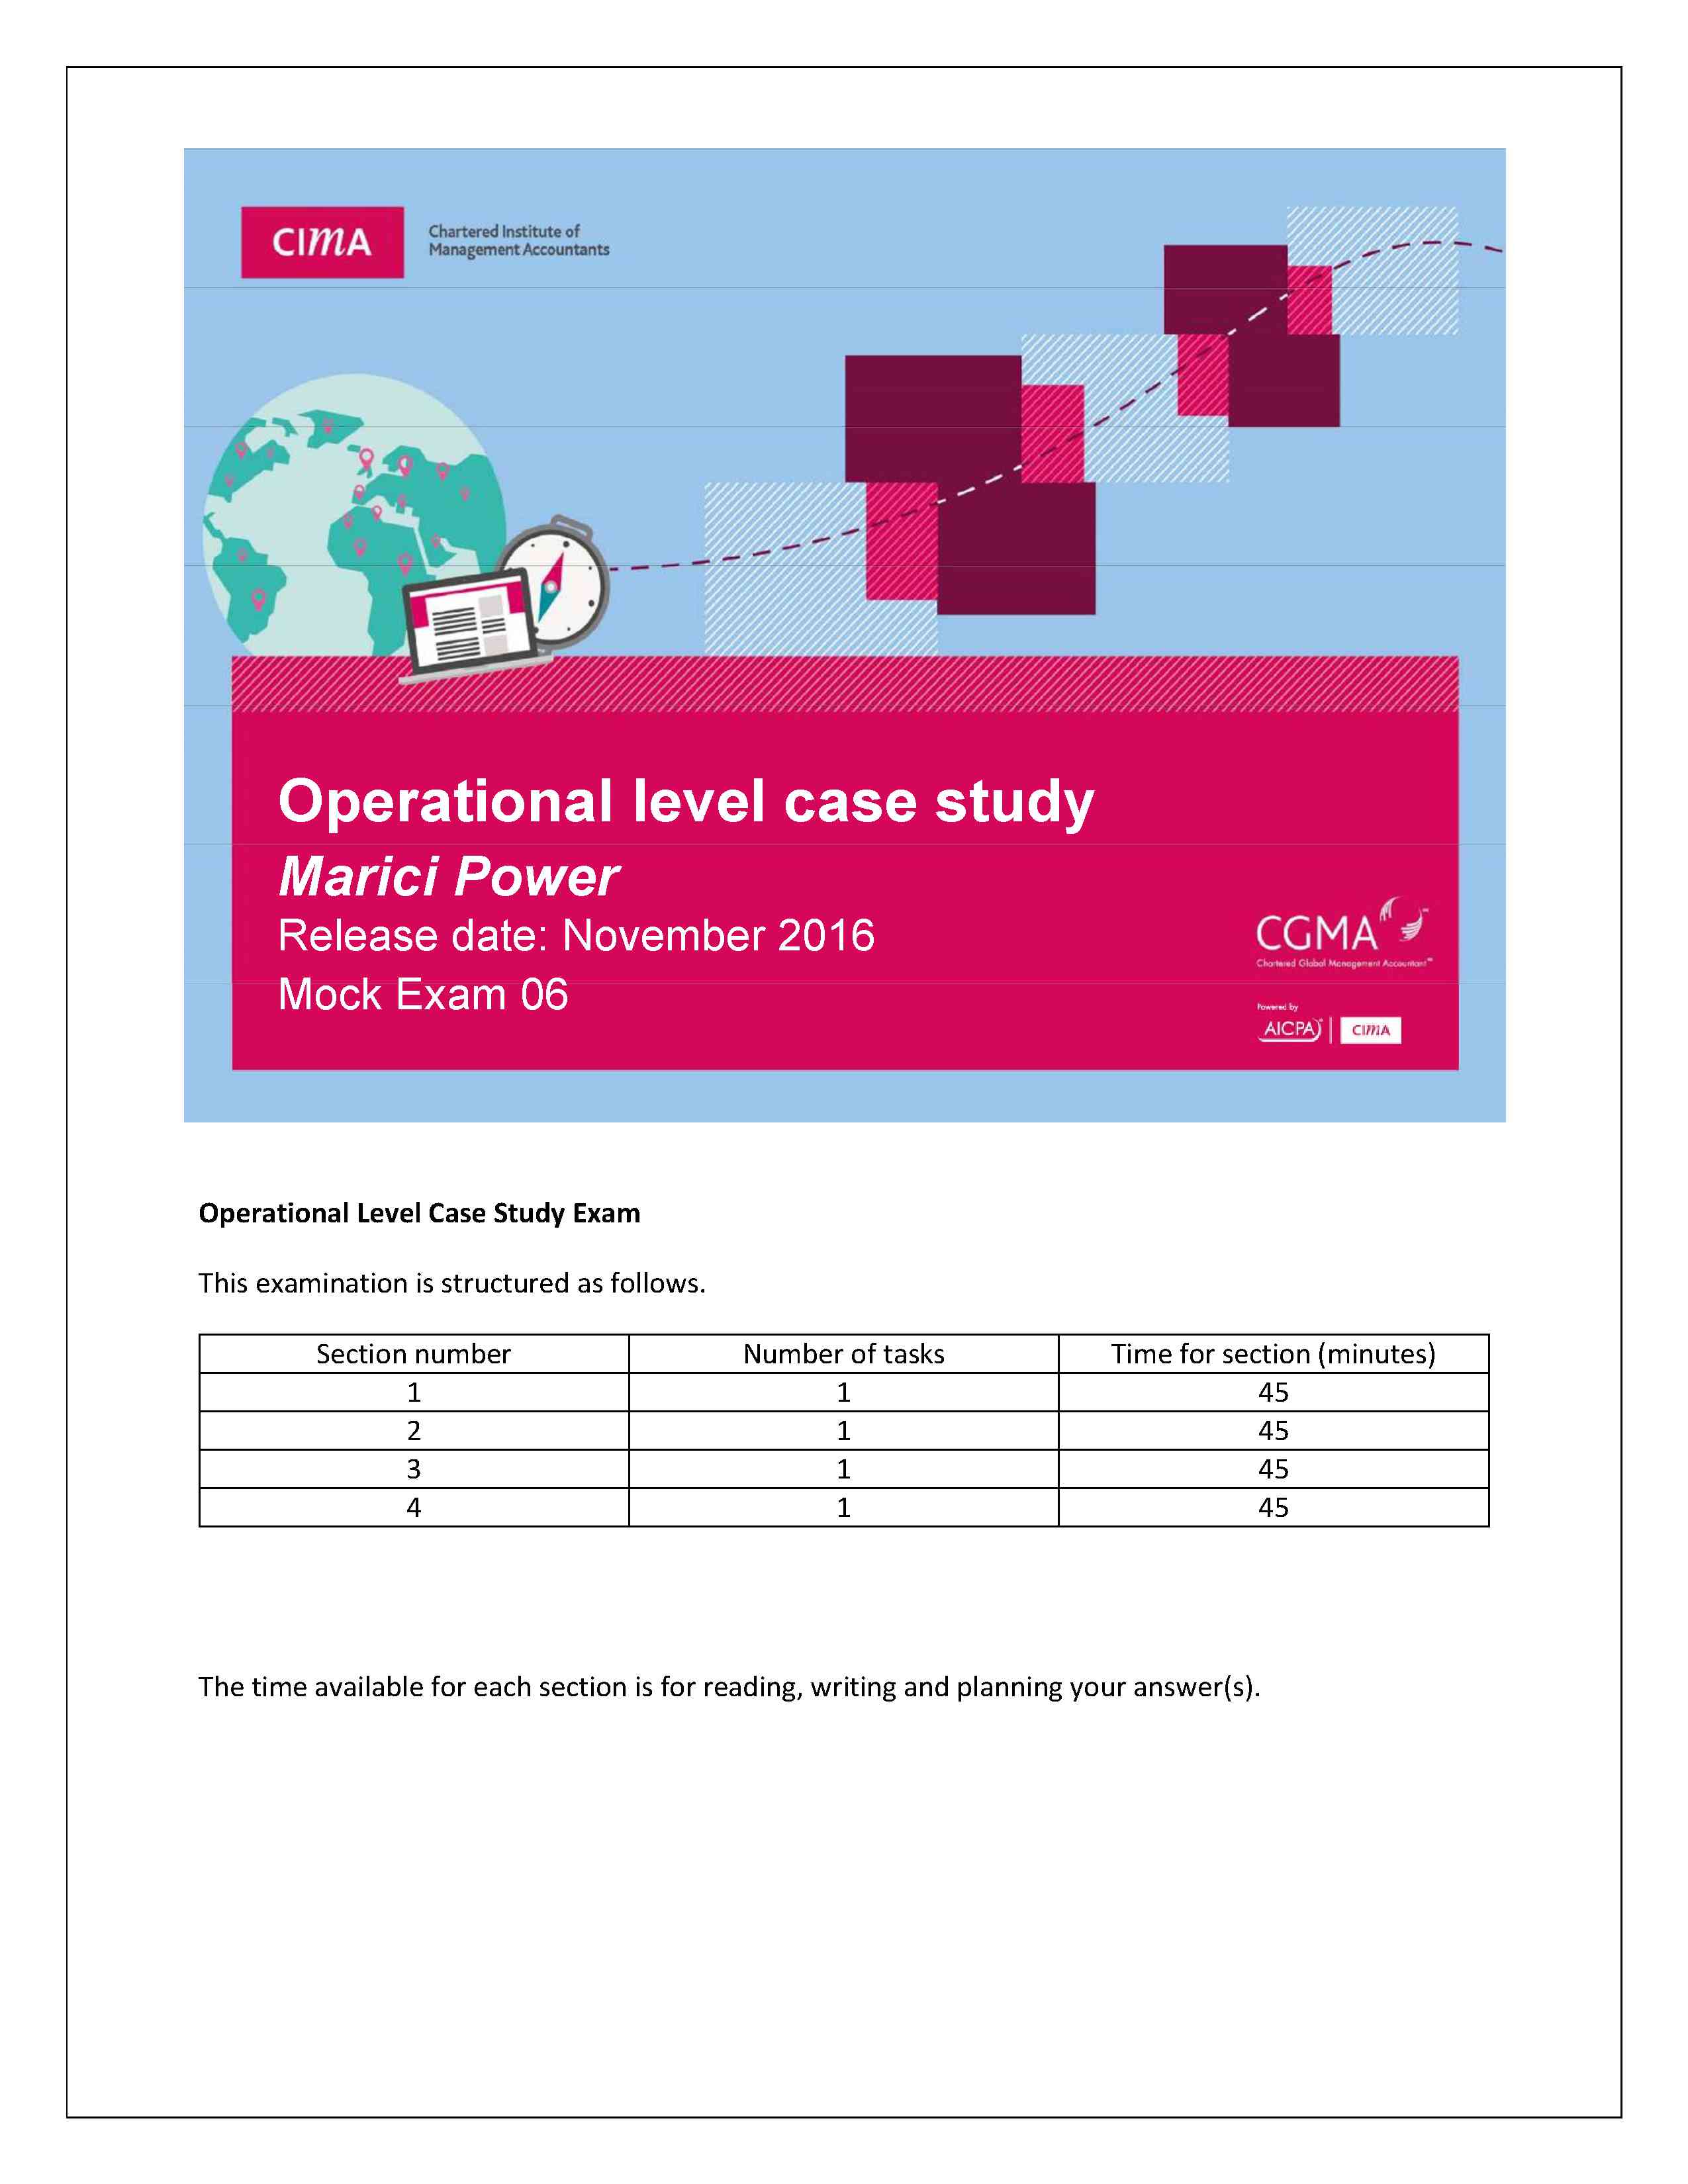 CIMA
Chartered Institute of
Management Accountants
Operational level case study
Marici Power
Release date: November 2016
Mock Exam 06
CGMA
Chartered Global Management Accountant™
Powered by
AICPA | CIMA
Operational Level Case Study Exam
This examination is structured as follows.
Section number Number of tasks Time for section (minutes)
1 1 45
2 1 45
3 1 45
4 1 45
The time available for each section is for reading, writing and planning your answer(s).